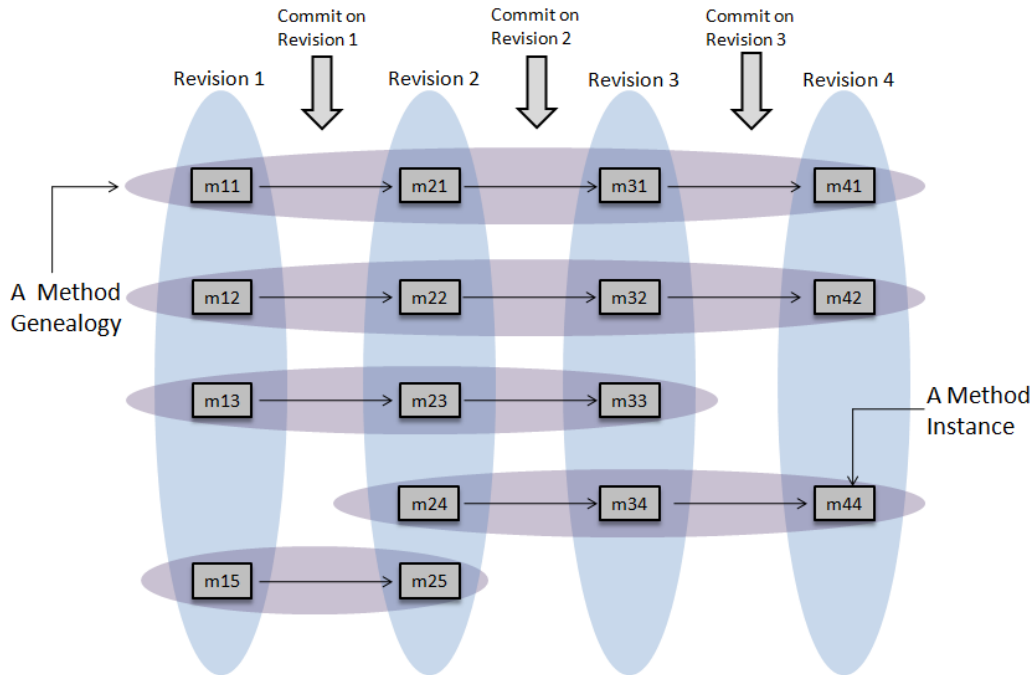 Commit on
Revision 1
Commit on
Revision 2
Commit on
Revision 3
Revision 1
Revision 2
Revision 3
Revision 4
m11
m21
m31
m41
A Method
Genealogy
m12
m22
m32
m42
m13
m23
m33
A Method
Instance
m24
m34
m44
m15
m25